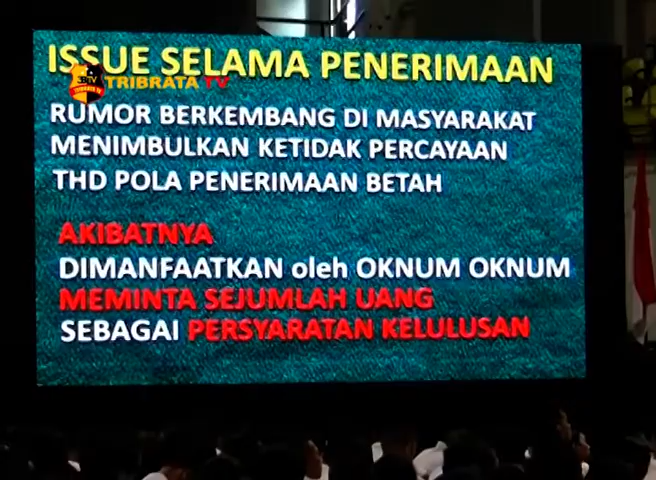 ISSUE SELAMA PENERIMAAN
TRIBRATA TV
RUMOR BERKEMBANG DI MASYARAKAT
MENIMBULKAN KETIDAK PERCAYAAN
THD POLA PENERIMAAN BETAH
AKIBATNYA
DIMANFAATKAN oleh OKNUM OKNUM
MEMINTA SEJUMLAH UANG
SEBAGAI PERSYARATAN KELULUSAN